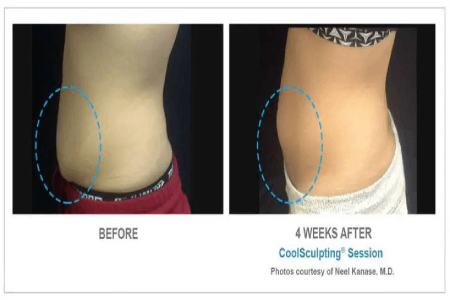 BEFORE
4 WEEKS AFTER
CoolSculpting® Session
Photos courtesy of Neel Kanase, M.D.